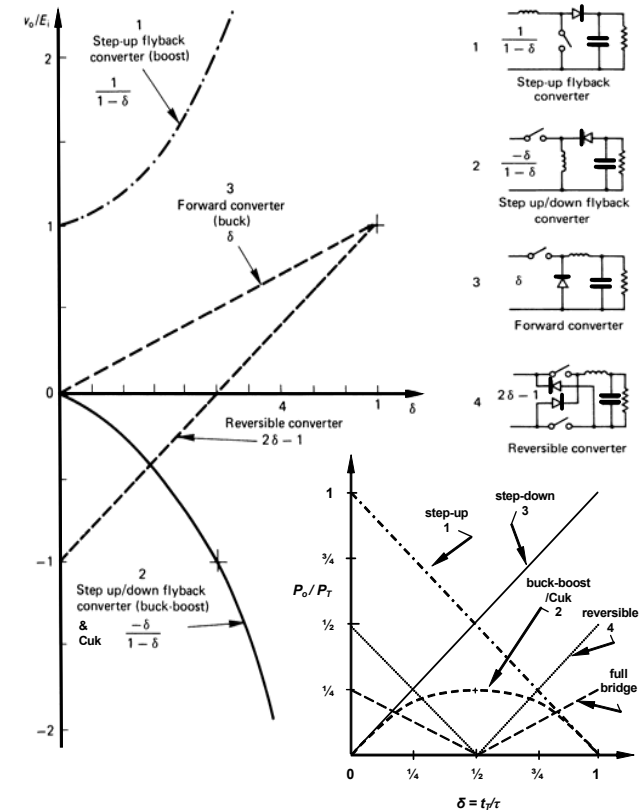 vₒ/Eᵢ
2
1
0
−1
−2
1
Step-up flyback
converter (boost)
1
1 − δ
3
Forward converter
(buck)
δ
4
1
δ
Reversible converter
2δ − 1
2
Step up/down flyback
converter (buck-boost)
&
Cuk
−δ
1 − δ
1
1
1 − δ
Step-up flyback
converter
2
−δ
1 − δ
Step up/down flyback
converter
3
δ
Forward converter
4
2δ − 1
Reversible converter
Pₒ / P_T
1
¾
½
¼
step-up
1
step-down
3
buck-boost
/Cuk
2
reversible
4
full
bridge
0
¼
½
¾
1
δ = t_T/τ